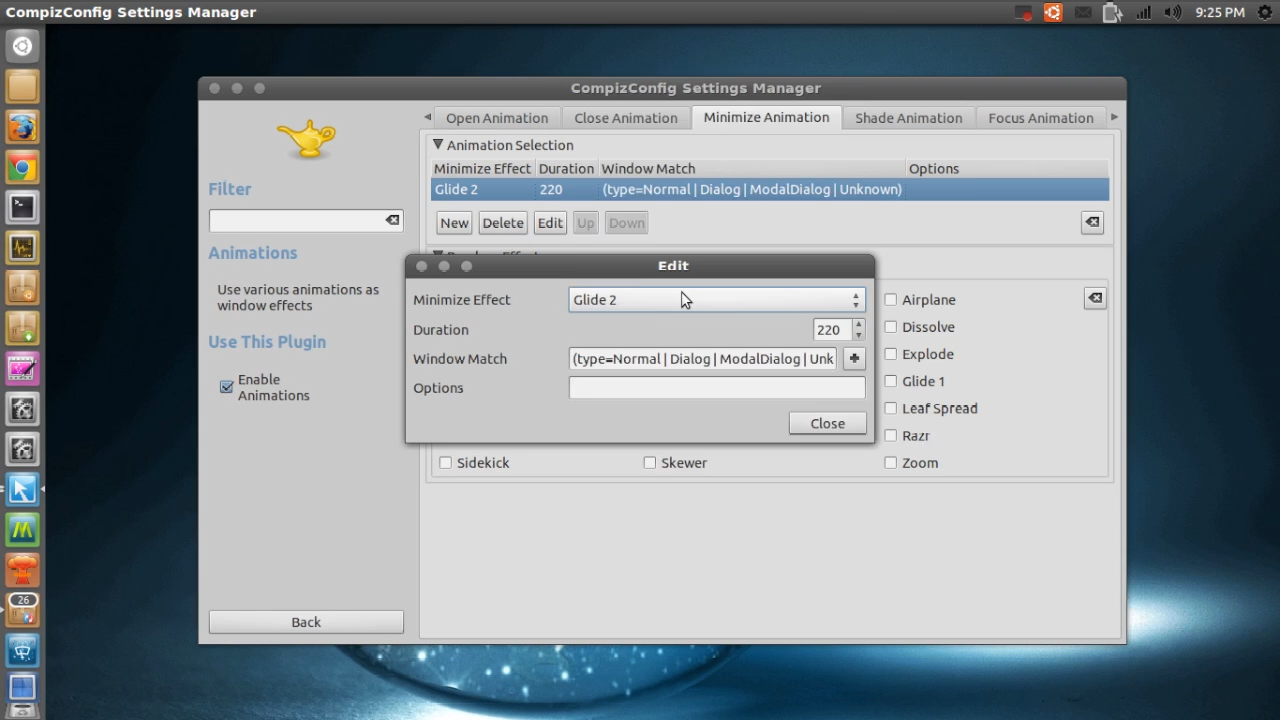 CompizConfig Settings Manager
9:25 PM
CompizConfig Settings Manager
Open Animation
Close Animation
Minimize Animation
Shade Animation
Focus Animation
Animation Selection
Minimize Effect
Duration
Window Match
Options
Glide 2
220
(type=Normal | Dialog | ModalDialog | Unknown)
New
Delete
Edit
Up
Down
Filter
Animations
Use various animations as
window effects
Use This Plugin
Enable
Animations
Back
Edit
Minimize Effect
Glide 2
Duration
220
Window Match
(type=Normal | Dialog | ModalDialog | Unk
Options
Close
Airplane
Dissolve
Explode
Glide 1
Leaf Spread
Razr
Sidekick
Skewer
Zoom
26